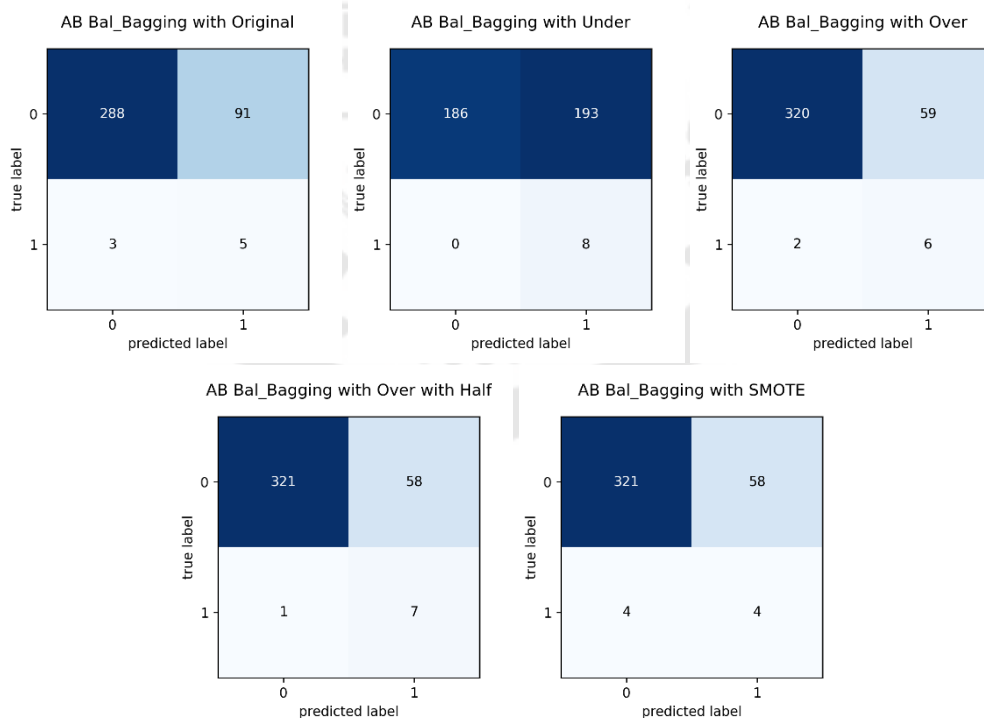 AB Bal_Bagging with Original
0
288
91
true label
1
3
5
0
1
predicted label
AB Bal_Bagging with Under
0
186
193
true label
1
0
8
0
1
predicted label
AB Bal_Bagging with Over
0
320
59
true label
1
2
6
0
1
predicted label
AB Bal_Bagging with Over with Half
0
321
58
true label
1
1
7
0
1
predicted label
AB Bal_Bagging with SMOTE
0
321
58
true label
1
4
4
0
1
predicted label